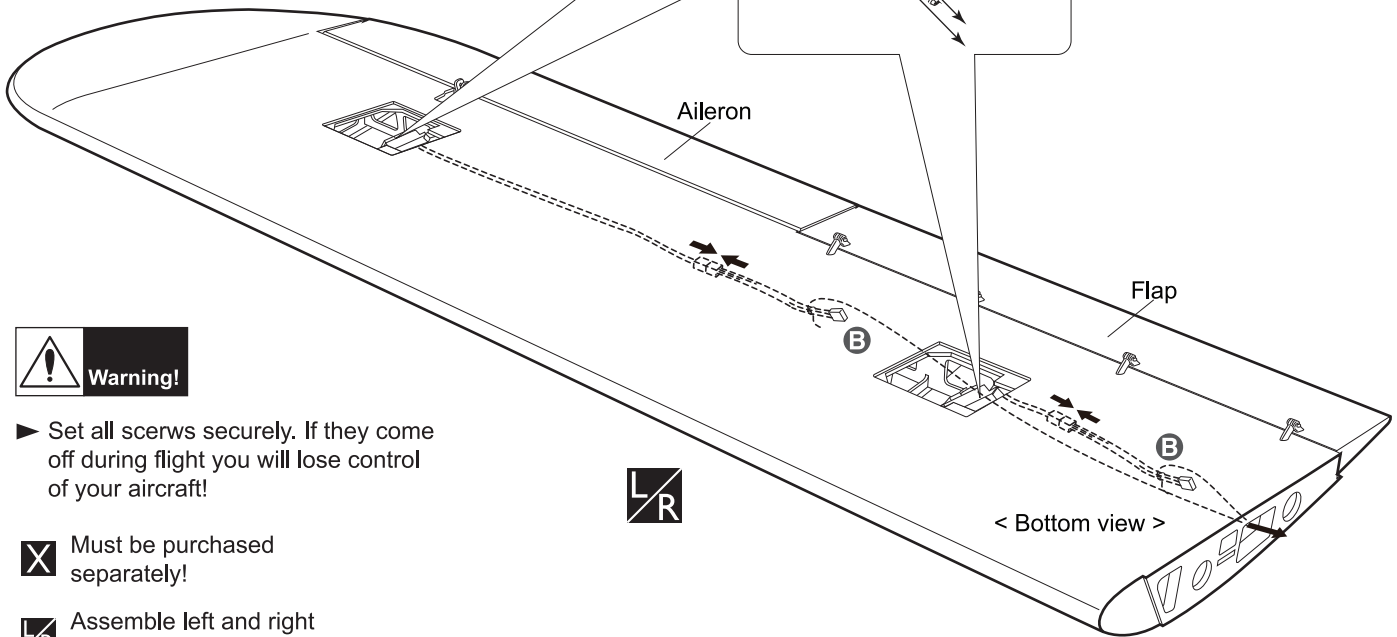 Aileron
Flap
B
B
Warning!
► Set all scerws securely. If they come
off during flight you will lose control
of your aircraft!
L/R
< Bottom view >
X Must be purchased
separately!
L/R Assemble left and right